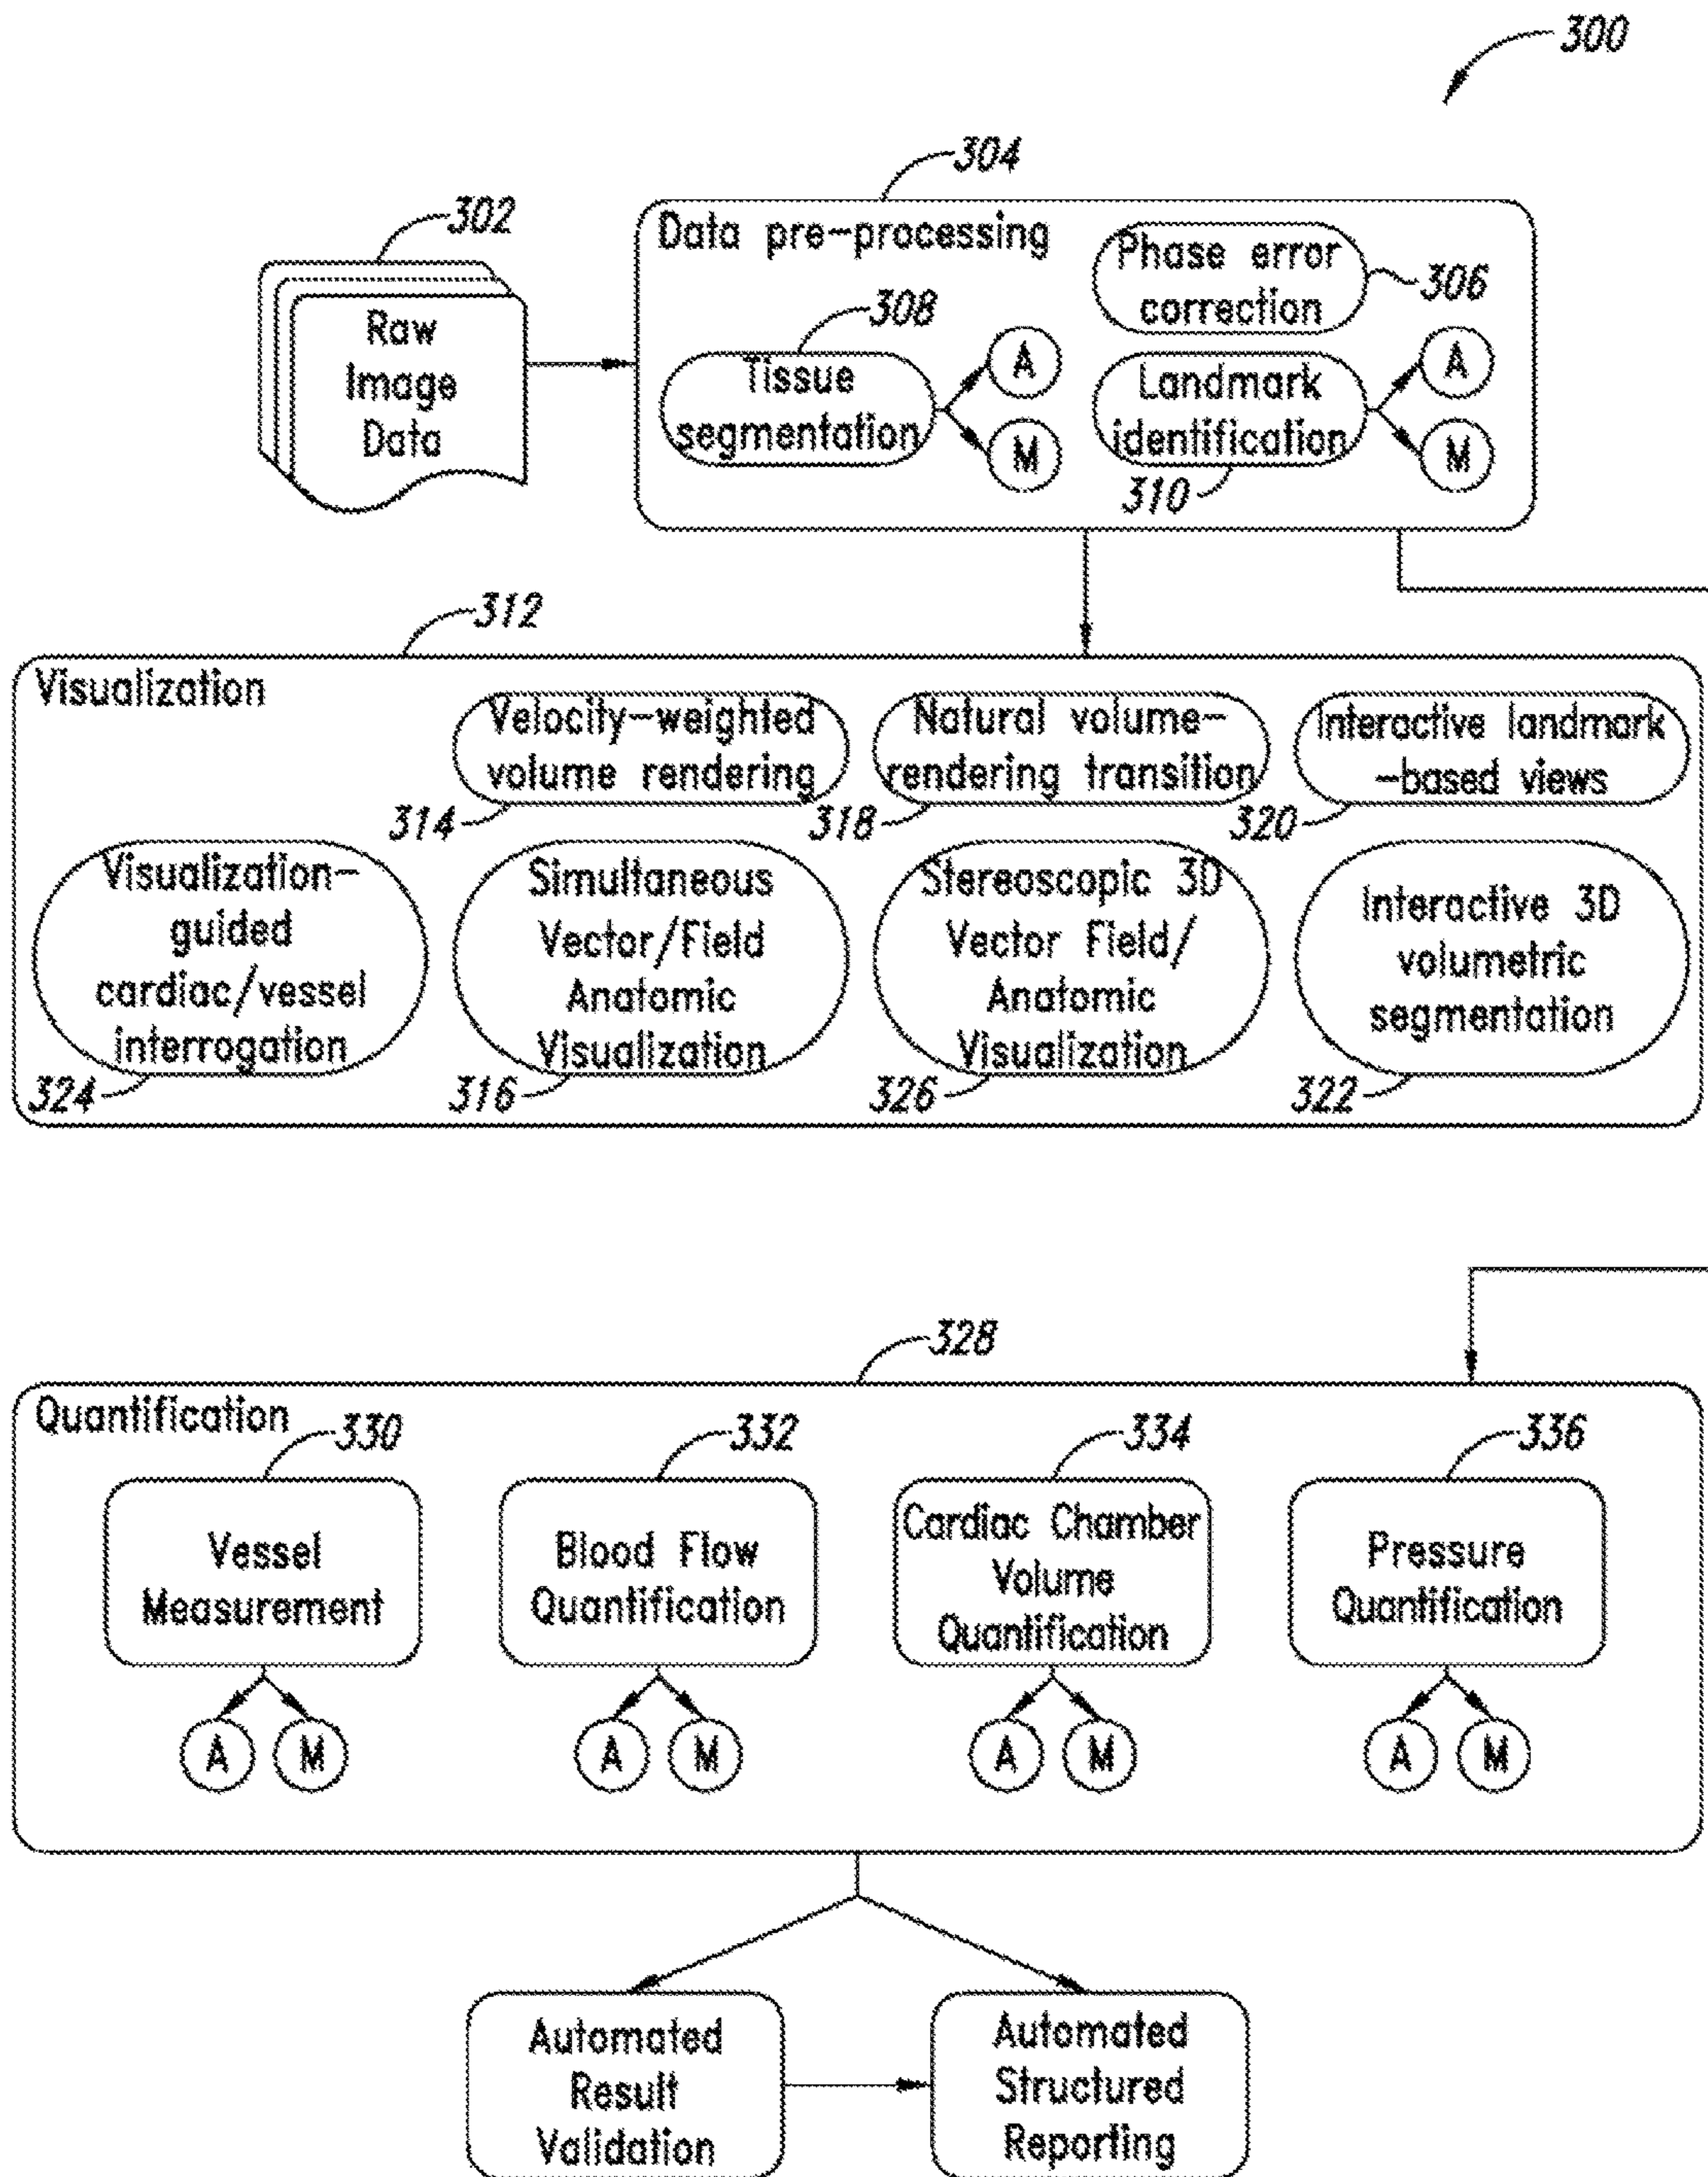 300
304
302
Data pre-processing
Phase error
correction
306
Raw
Image
Data
308
Tissue
segmentation
A
M
Landmark
identification
A
M
310
312
Visualization
Velocity-weighted
volume rendering
314
Natural volume-
rendering transition
318
Interactive landmark
-based views
320
Visualization-
guided
cardiac/vessel
interrogation
324
Simultaneous
Vector/Field
Anatomic
Visualization
316
Stereoscopic 3D
Vector Field/
Anatomic
Visualization
326
Interactive 3D
volumetric
segmentation
322
328
Quantification
330
Vessel
Measurement
A M
332
Blood Flow
Quantification
A M
334
Cardiac Chamber
Volume
Quantification
A M
336
Pressure
Quantification
A M
Automated
Result
Validation
Automated
Structured
Reporting